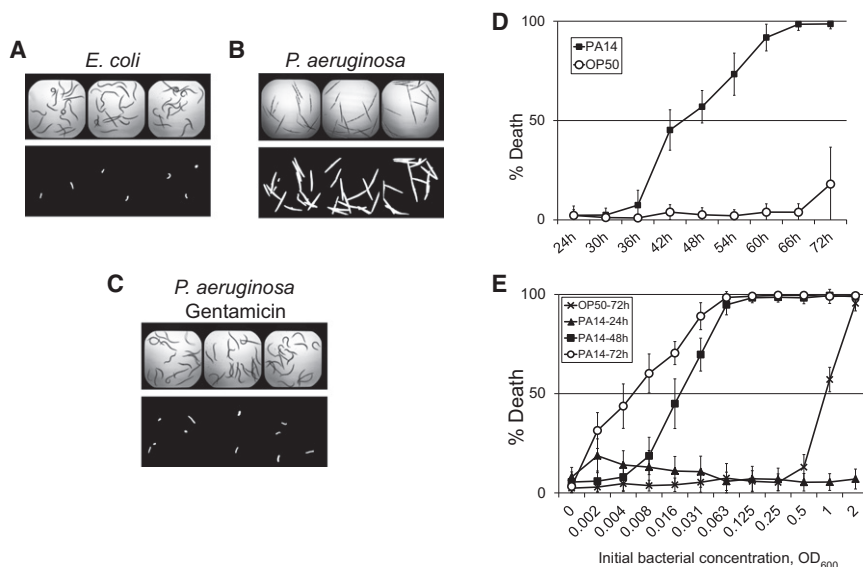 A
E. coli
B
P. aeruginosa
C
P. aeruginosa
Gentamicin
D
% Death
100
50
0
PA14
OP50
24h
30h
36h
42h
48h
54h
60h
66h
72h
E
% Death
100
50
0
OP50-72h
PA14-24h
PA14-48h
PA14-72h
0
0.002
0.004
0.008
0.016
0.031
0.063
0.125
0.25
0.5
1
2
Initial bacterial concentration, OD600